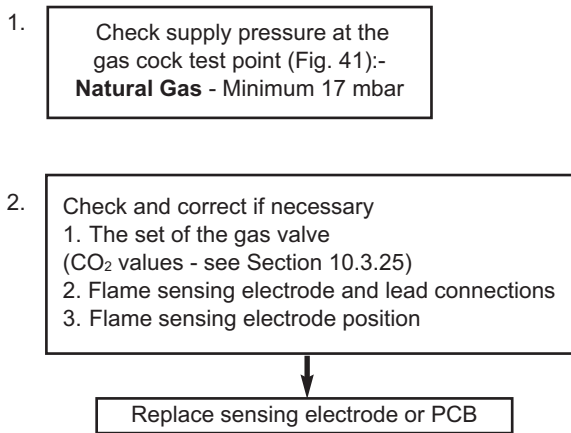 1.
Check supply pressure at the
gas cock test point (Fig. 41):-
Natural Gas - Minimum 17 mbar
2.
Check and correct if necessary
1. The set of the gas valve
(CO₂ values - see Section 10.3.25)
2. Flame sensing electrode and lead connections
3. Flame sensing electrode position
Replace sensing electrode or PCB